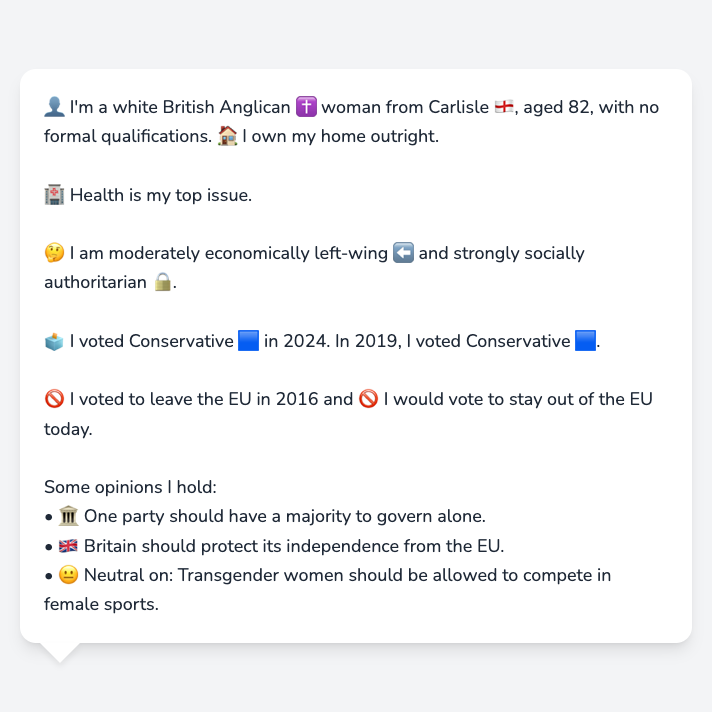 👤 I'm a white British Anglican ✝️ woman from Carlisle 🏴󠁧󠁢󠁥󠁮󠁧󠁿, aged 82, with no
formal qualifications. 🏠 I own my home outright.
🏥 Health is my top issue.
🤔 I am moderately economically left-wing ⬅️ and strongly socially
authoritarian 🔒.
🗳️ I voted Conservative 🟦 in 2024. In 2019, I voted Conservative 🟦.
🚫 I voted to leave the EU in 2016 and 🚫 I would vote to stay out of the EU
today.
Some opinions I hold:
• 🏛️ One party should have a majority to govern alone.
• 🇬🇧 Britain should protect its independence from the EU.
• 😐 Neutral on: Transgender women should be allowed to compete in
female sports.